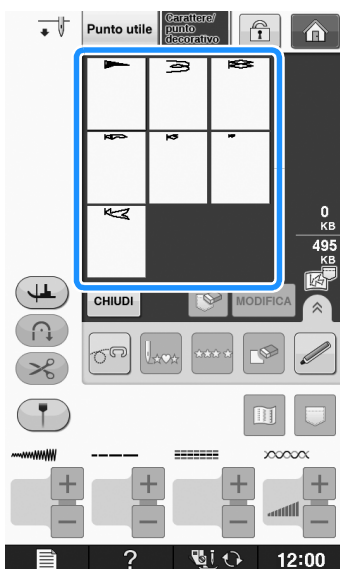 Punto utile
Carattere/
punto
decorativo
0
KB
495
KB
CHIUDI
MODIFICA
?
12:00